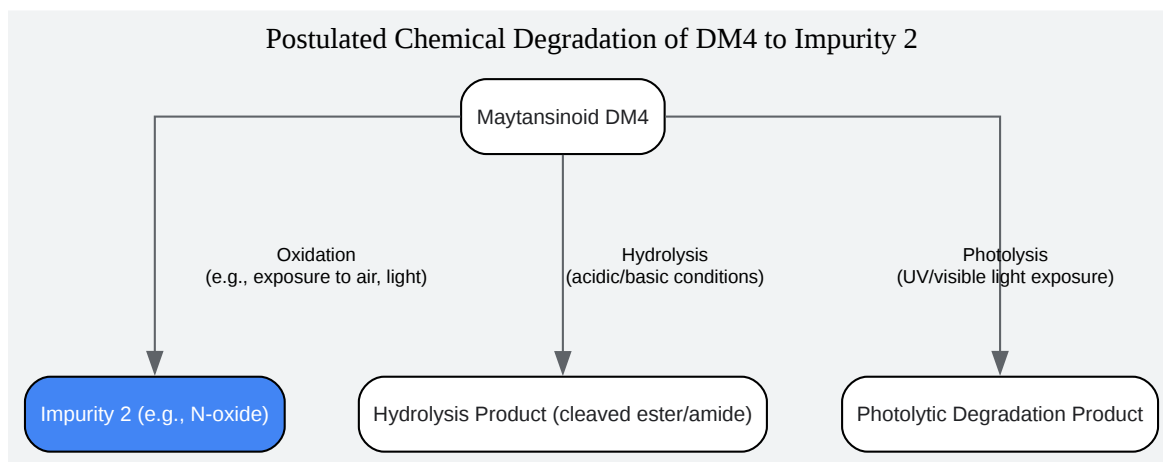 Postulated Chemical Degradation of DM4 to Impurity 2
Maytansinoid DM4
Oxidation
(e.g., exposure to air, light)
Hydrolysis
(acidic/basic conditions)
Photolysis
(UV/visible light exposure)
Impurity 2 (e.g., N-oxide)
Hydrolysis Product (cleaved ester/amide)
Photolytic Degradation Product